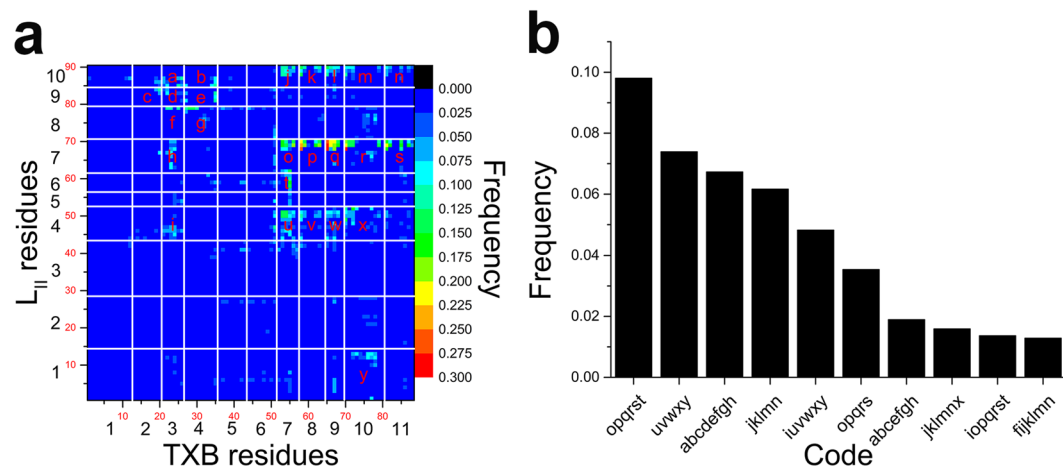 a
b
90
80
70
60
50
40
30
20
10
10
9
8
7
6
5
4
3
2
1
L_II residues
a b j k l m n
c d e
f g
h o p q r s
t
i u v w x
y
10 20 30 40 50 60 70 80
1 2 3 4 5 6 7 8 9 10 11
TXB residues
0.000
0.025
0.050
0.075
0.100
0.125
0.150
0.175
0.200
0.225
0.250
0.275
0.300
Frequency
Frequency
0.10
0.08
0.06
0.04
0.02
0.00
opqrst
uvwxy
abcdefgh
jklmn
iuvwxy
opqrs
abcefgh
jklmnx
iopqrst
fijklmn
Code